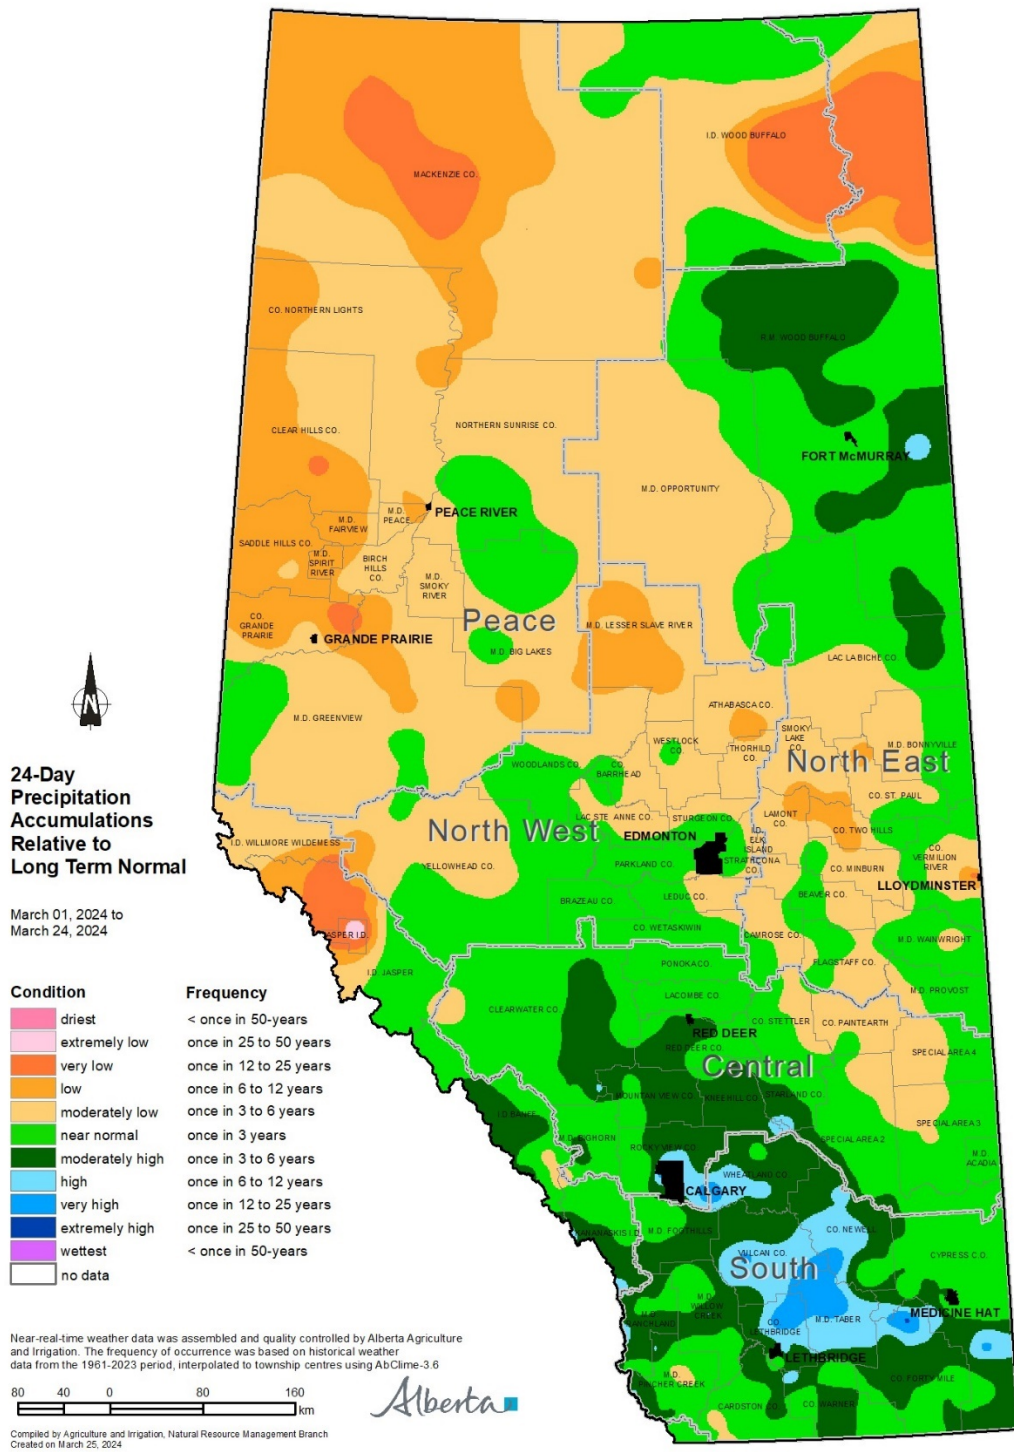 I.D. WOOD BUFFALO
MACKENZIE CO.
CO. NORTHERN LIGHTS
R.M. WOOD BUFFALO
CLEAR HILLS CO.
NORTHERN SUNRISE CO.
FORT McMURRAY
M.D. OPPORTUNITY
PEACE RIVER
M.D.
PEACE
M.D.
FAIRVIEW
SADDLE HILLS CO.
M.D.
SPIRIT
RIVER
BIRCH
HILLS
CO.
M.D.
SMOKY
RIVER
CO.
GRANDE
PRAIRIE
GRANDE PRAIRIE
Peace
M.D. LESSER SLAVE RIVER
M.D. BIG LAKES
LAC LA BICHE CO.
N
M.D. GREENVIEW
ATHABASCA CO.
SMOKY
LAKE
CO.
WESTLOCK
CO.
THORHILD
CO.
M.D. BONNYVILLE
North East
WOODLANDS CO.
CO.
BARRHEAD
CO. ST. PAUL
24-Day
Precipitation
Accumulations
Relative to
Long Term Normal
LAC STE ANNE CO.
STURGEON CO.
LAMONT
CO.
CO. TWO HILLS
North West
EDMONTON
I.D.
ELK
ISLAND
STRATHCONA
CO.
I.D. WILLMORE WILDERNESS
YELLOWHEAD CO.
PARKLAND CO.
CO. MINBURN
CO.
VERMILION
RIVER
LLOYDMINSTER
BRAZEAU CO.
LEDUC CO.
BEAVER CO.
March 01, 2024 to
March 24, 2024
JASPER I.D.
CO. WETASKIWIN
CAMROSE CO.
M.D. WAINWRIGHT
I.D. JASPER
PONOKA CO.
FLAGSTAFF CO.
M.D. PROVOST
CLEARWATER CO.
LACOMBE CO.
CO. STETTLER
CO. PAINTEARTH
RED DEER
RED DEER CO.
Central
SPECIAL AREA 4
MOUNTAIN VIEW CO.
KNEEHILL CO.
STARLAND CO.
I.D. BANFF
SPECIAL AREA 3
M.D. BIGHORN
ROCKY VIEW CO.
SPECIAL AREA 2
M.D.
ACADIA
WHEATLAND CO.
CALGARY
KANANASKIS I.D.
M.D. FOOTHILLS
CO. NEWELL
VULCAN CO.
South
CYPRESS C.O.
M.D.
WILLOW
CREEK
M.D.
RANCHLAND
CO.
LETHBRIDGE
M.D. TABER
MEDICINE HAT
LETHBRIDGE
M.D.
PINCHER CREEK
CO. FORTY MILE
CARDSTON CO.
CO. WARNER
Condition Frequency
driest < once in 50-years
extremely low once in 25 to 50 years
very low once in 12 to 25 years
low once in 6 to 12 years
moderately low once in 3 to 6 years
near normal once in 3 years
moderately high once in 3 to 6 years
high once in 6 to 12 years
very high once in 12 to 25 years
extremely high once in 25 to 50 years
wettest < once in 50-years
no data
Near-real-time weather data was assembled and quality controlled by Alberta Agriculture
and Irrigation. The frequency of occurrence was based on historical weather
data from the 1961-2023 period, interpolated to township centres using AbClime-3.6
80 40 0 80 160
km
Alberta
Compiled by Agriculture and Irrigation, Natural Resource Management Branch
Created on March 25, 2024